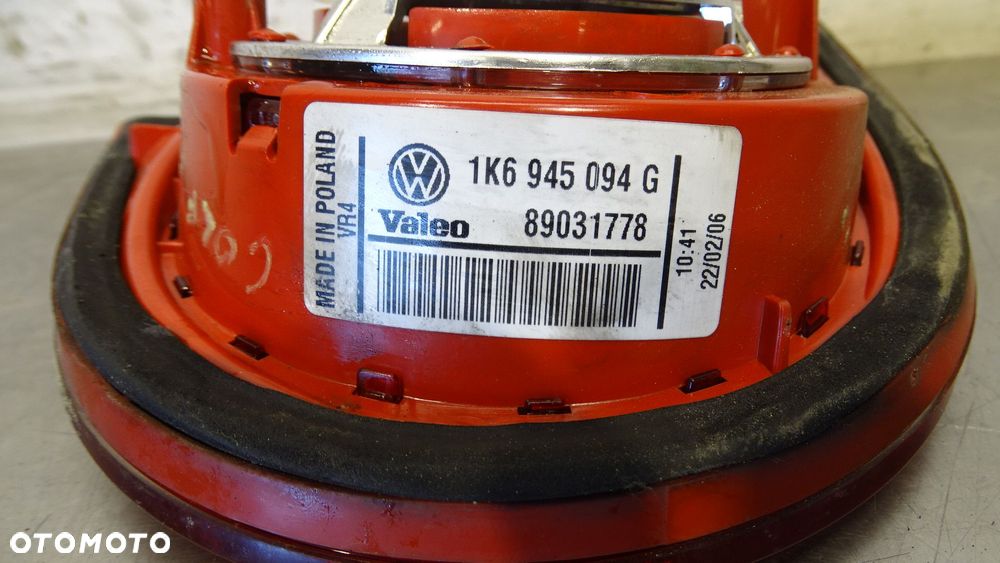 MADE IN POLAND
VR4
1K6 945 094 G
Valeo 89031778
10:41
22/02/06
OTOMOTO